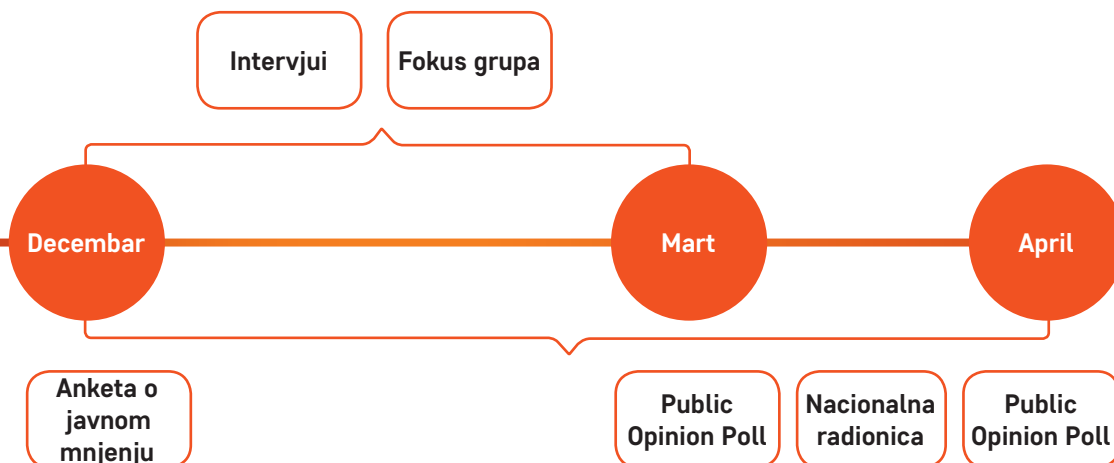 Intervjui
Fokus grupa
Decembar
Mart
April
Anketa o
javnom
mnjenju
Public
Opinion Poll
Nacionalna
radionica
Public
Opinion Poll